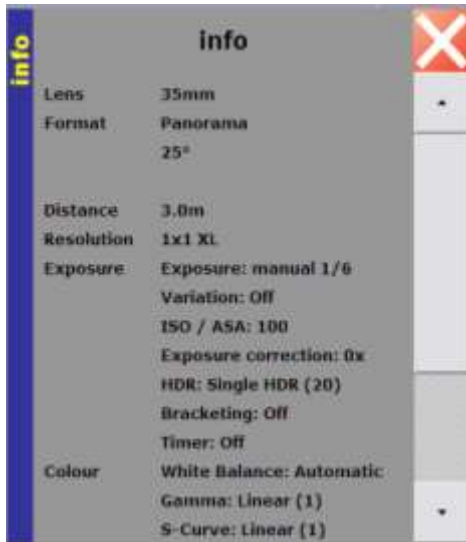 info
info
Lens 35mm
Format Panorama
25°
Distance 3.0m
Resolution 1x1 XL
Exposure Exposure: manual 1/6
Variation: Off
ISO / ASA: 100
Exposure correction: 0x
HDR: Single HDR (20)
Bracketing: Off
Timer: Off
Colour White Balance: Automatic
Gamma: Linear (1)
S-Curve: Linear (1)